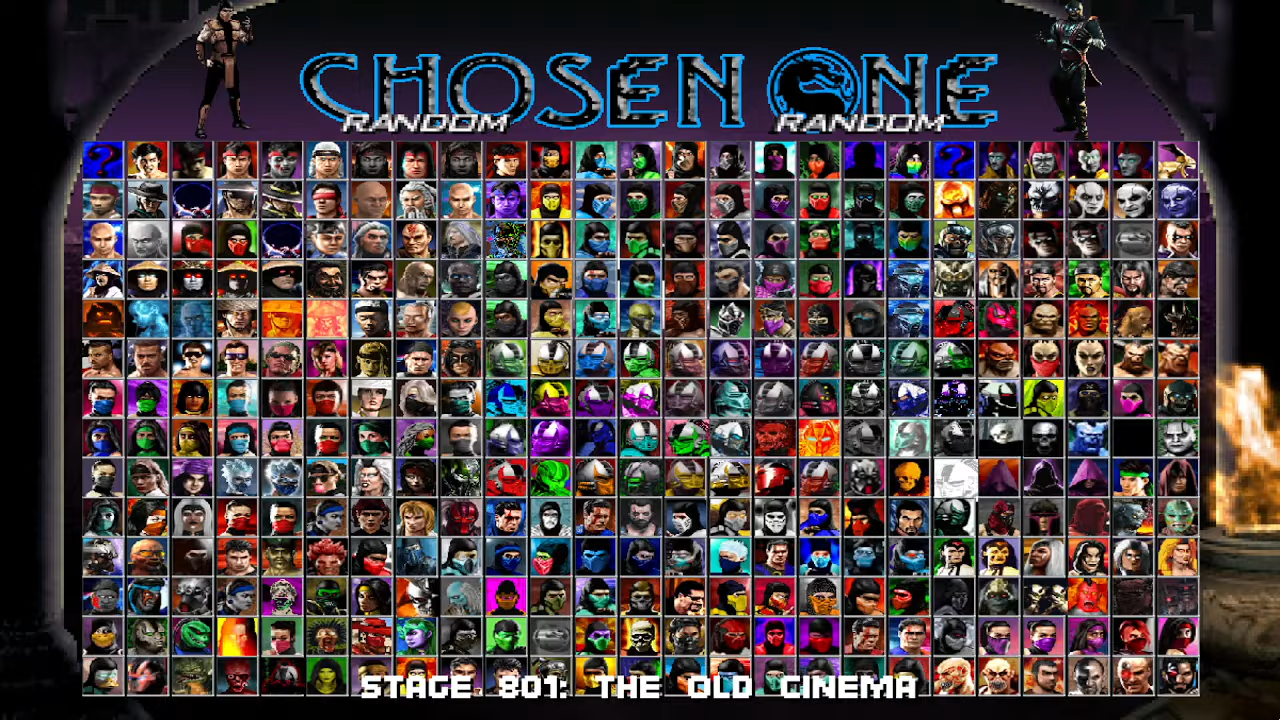 CHOSEN ONE
RANDOM RANDOM
? ?
STAGE 801: THE OLD CINEMA